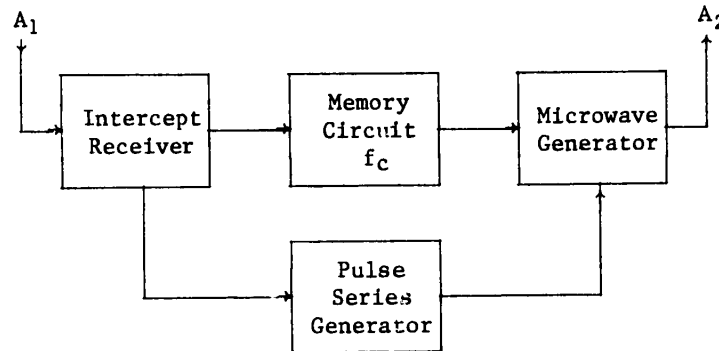 A1
A2
Intercept
Receiver
Memory
Circuit
fc
Microwave
Generator
Pulse
Series
Generator